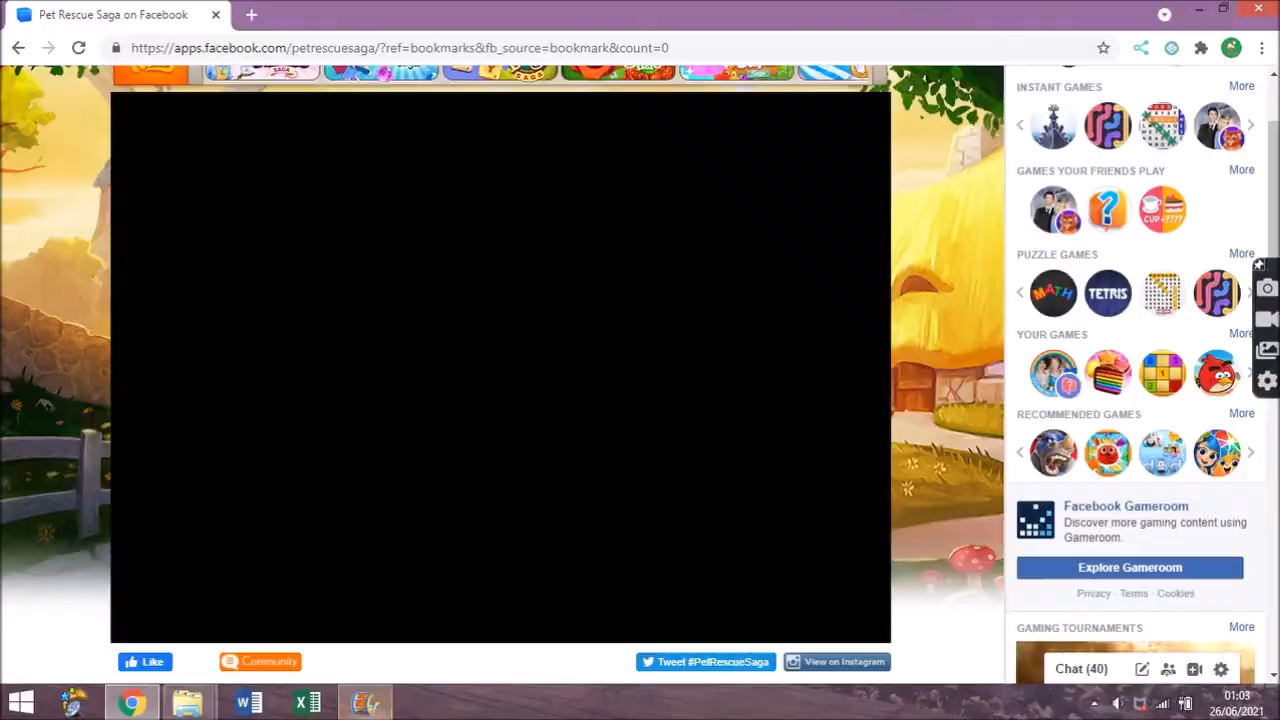 Pet Rescue Saga on Facebook
https://apps.facebook.com/petrescuesaga/?ref=bookmarks&fb_source=bookmark&count=0
SAGA
INSTANT GAMES
More
GAMES YOUR FRIENDS PLAY
More
CUP+????
PUZZLE GAMES
More
MATH
TETRIS
YOUR GAMES
More
RECOMMENDED GAMES
More
Facebook Gameroom
Discover more gaming content using
Gameroom.
Explore Gameroom
Privacy · Terms · Cookies
GAMING TOURNAMENTS
More
Chat (40)
Like
Community
Tweet #PetRescueSaga
View on Instagram
01:03
26/06/2021